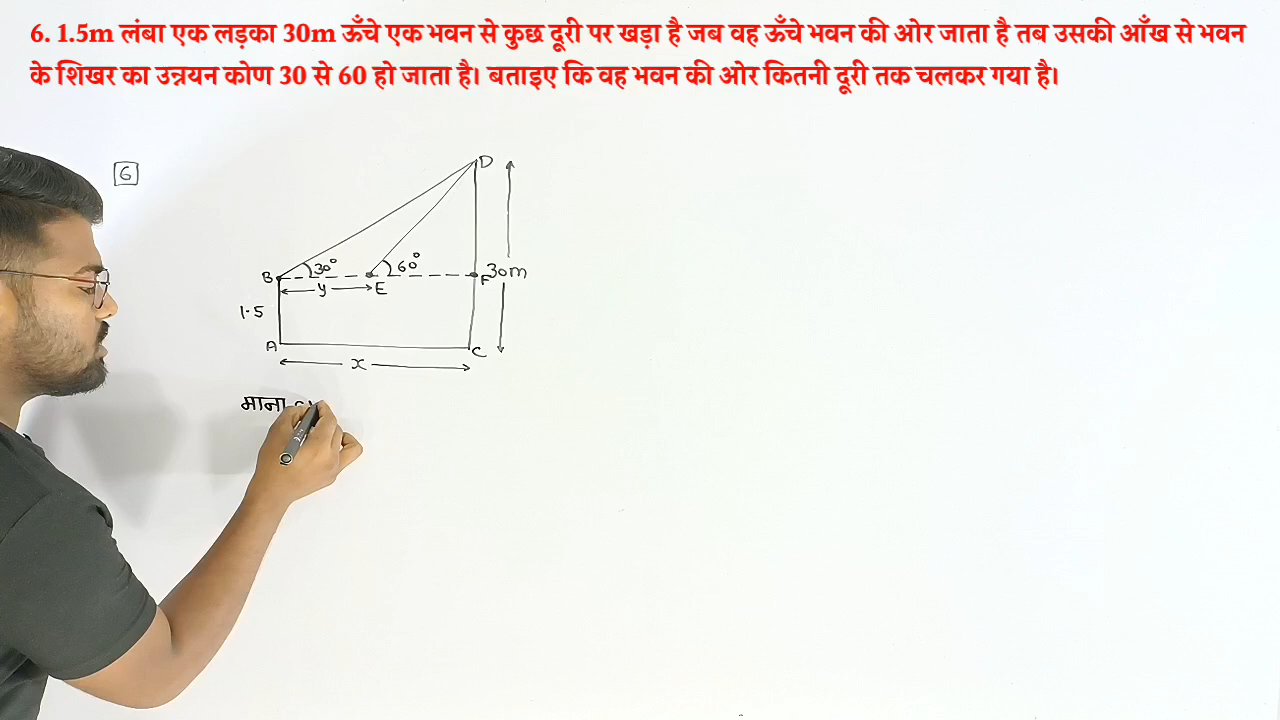 6. 1.5m लंबा एक लड़का 30m ऊँचे एक भवन से कुछ दूरी पर खड़ा है जब वह ऊँचे भवन की ओर जाता है तब उसकी आँख से भवन
के शिखर का उन्नयन कोण 30 से 60 हो जाता है। बताइए कि वह भवन की ओर कितनी दूरी तक चलकर गया है।
6
D
B 30° 60° F 30m
y E
1.5
A C
x
माना